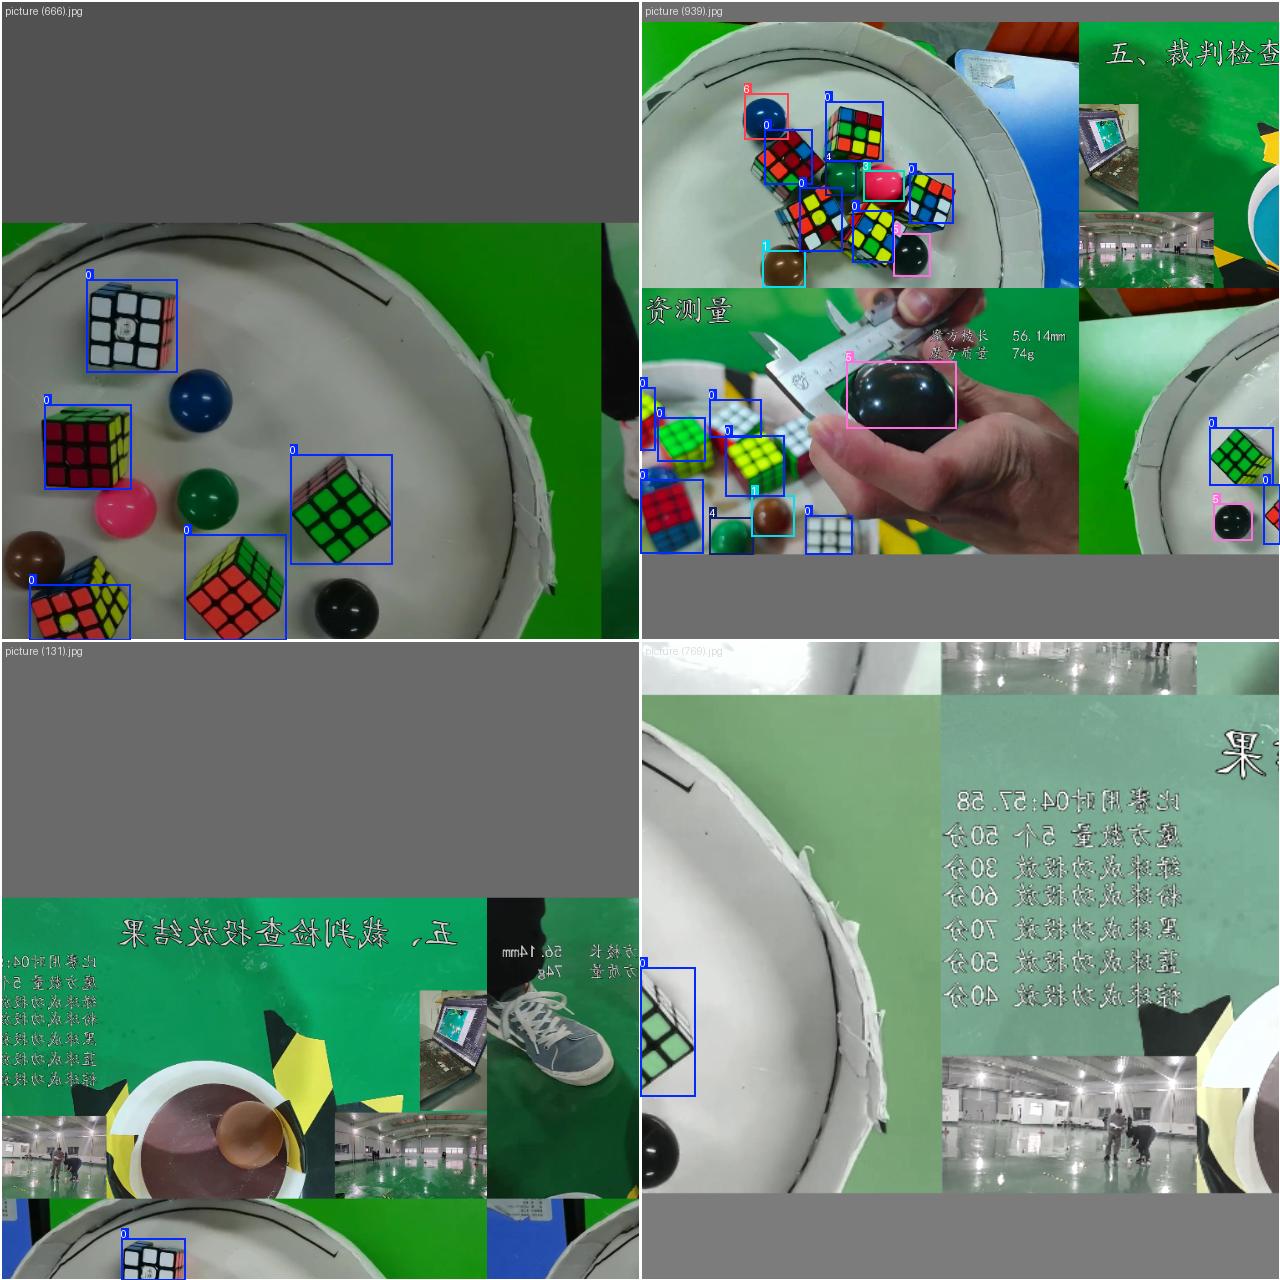 picture (666).jpg
picture (939).jpg
五、裁判检查
资测量
魔方棱长 56.14mm
魔方质量 74g
picture (131).jpg
五、裁判检查投放结果
比赛用时04:
魔方数量 5个
绿球成功投
粉球成功投
黑球成功投
蓝球成功投
棕球成功投
方棱长 56.14mm
方质量 74g
picture (769).jpg
果
比赛用时04:57.58
魔方数量 5个 50分
绿球成功投放 30分
粉球成功投放 60分
黑球成功投放 70分
蓝球成功投放 50分
棕球成功投放 40分
0
0
0
0
0
6
0
0
4
3
0
0
0
5
1
5
0
0
0
0
0
1
4
0
0
5
0
0
0